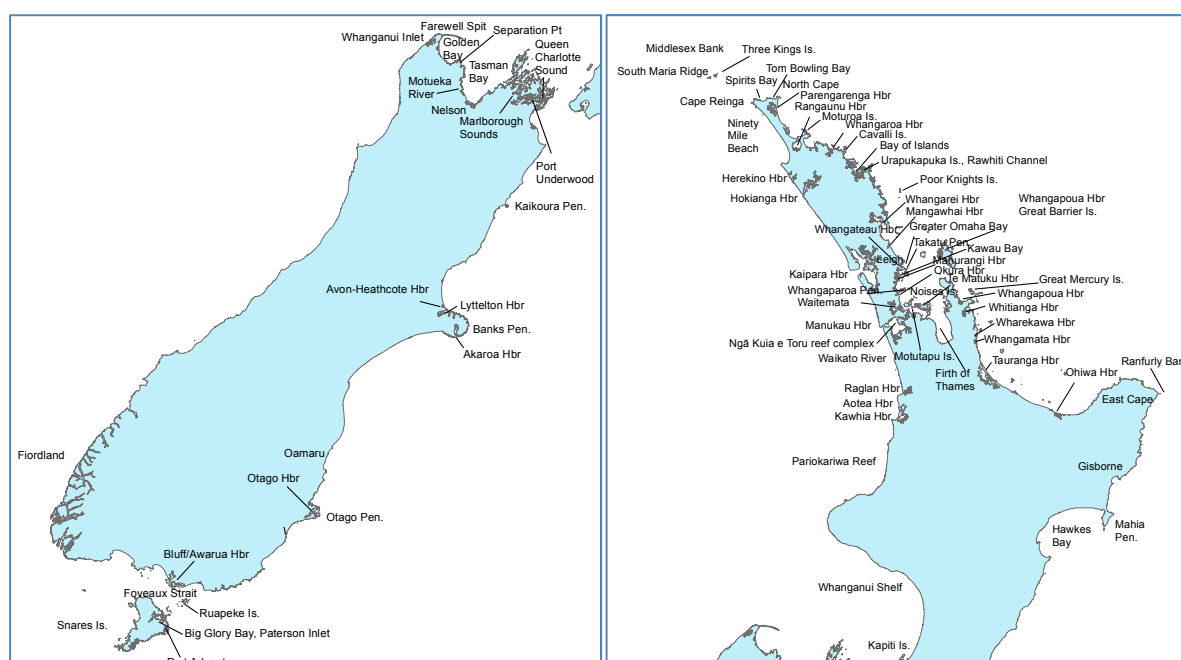 Farewell Spit
Whanganui Inlet
Golden
Bay
Separation Pt
Queen
Charlotte
Sound
Tasman
Bay
Motueka
River
Nelson
Marlborough
Sounds
Port
Underwood
Kaikoura Pen.
Avon-Heathcote Hbr
Lyttelton Hbr
Banks Pen.
Akaroa Hbr
Fiordland
Oamaru
Otago Hbr
Otago Pen.
Bluff/Awarua Hbr
Foveaux Strait
Ruapeke Is.
Snares Is.
Big Glory Bay, Paterson Inlet
Middlesex Bank
Three Kings Is.
South Maria Ridge
Tom Bowling Bay
Spirits Bay
North Cape
Cape Reinga
Parengarenga Hbr
Rangaunu Hbr
Moturoa Is.
Ninety
Mile
Beach
Whangaroa Hbr
Cavalli Is.
Bay of Islands
Urapukapuka Is., Rawhiti Channel
Herekino Hbr
Poor Knights Is.
Hokianga Hbr
Whangarei Hbr
Whangapoua Hbr
Great Barrier Is.
Mangawhai Hbr
Whangateau Hbr
Greater Omaha Bay
Takatu Pen.
Kawau Bay
Leigh
Mahurangi Hbr
Okura Hbr
Kaipara Hbr
Te Matuku Hbr
Great Mercury Is.
Whangaparoa Pen.
Noises Is.
Whangapoua Hbr
Waitemata
Whitianga Hbr
Manukau Hbr
Wharekawa Hbr
Ngā Kuia e Toru reef complex
Whangamata Hbr
Waikato River
Motutapu Is.
Tauranga Hbr
Firth of
Thames
Ohiwa Hbr
Ranfurly Ban
Raglan Hbr
East Cape
Aotea Hbr
Kawhia Hbr
Pariokariwa Reef
Gisborne
Hawkes
Bay
Mahia
Pen.
Whanganui Shelf
Kapiti Is.